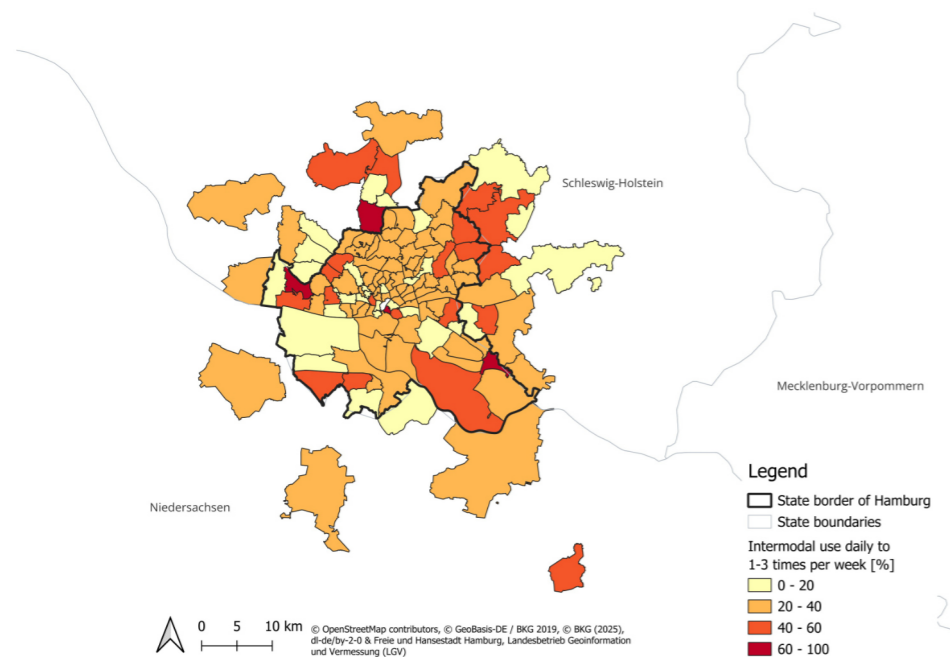 Schleswig-Holstein
Mecklenburg-Vorpommern
Niedersachsen
Legend
State border of Hamburg
State boundaries
Intermodal use daily to
1-3 times per week [%]
0 - 20
20 - 40
40 - 60
60 - 100
0 5 10 km
© OpenStreetMap contributors, © GeoBasis-DE / BKG 2019, © BKG (2025),
dl-de/by-2-0 & Freie und Hansestadt Hamburg, Landesbetrieb Geoinformation
und Vermessung (LGV)